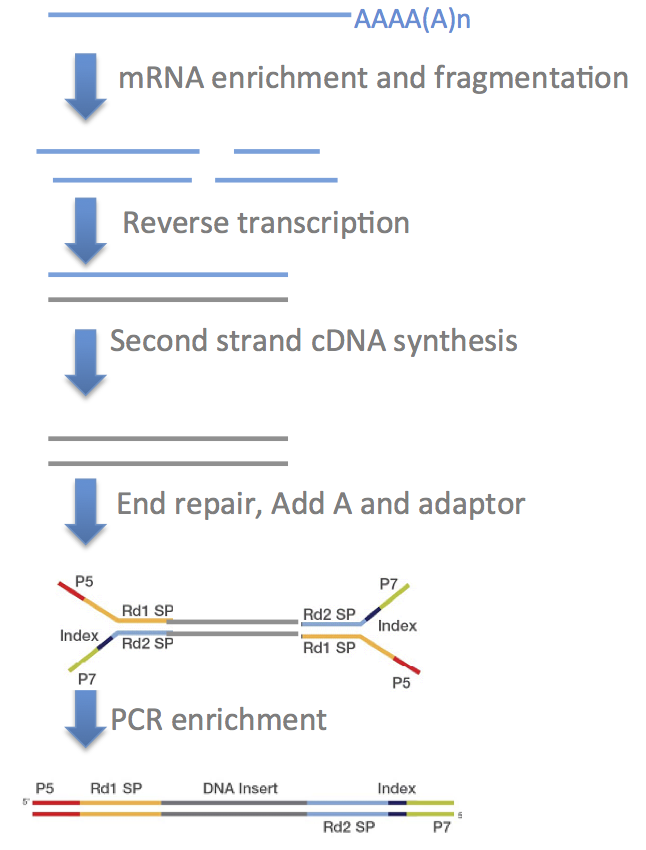 AAAA(A)n
mRNA enrichment and fragmentation
Reverse transcription
Second strand cDNA synthesis
End repair, Add A and adaptor
P5
P7
Rd1 SP
Rd2 SP
Index
Index
Rd2 SP
Rd1 SP
P7
P5
PCR enrichment
P5
Rd1 SP
DNA Insert
Index
5'
5
Rd2 SP
P7